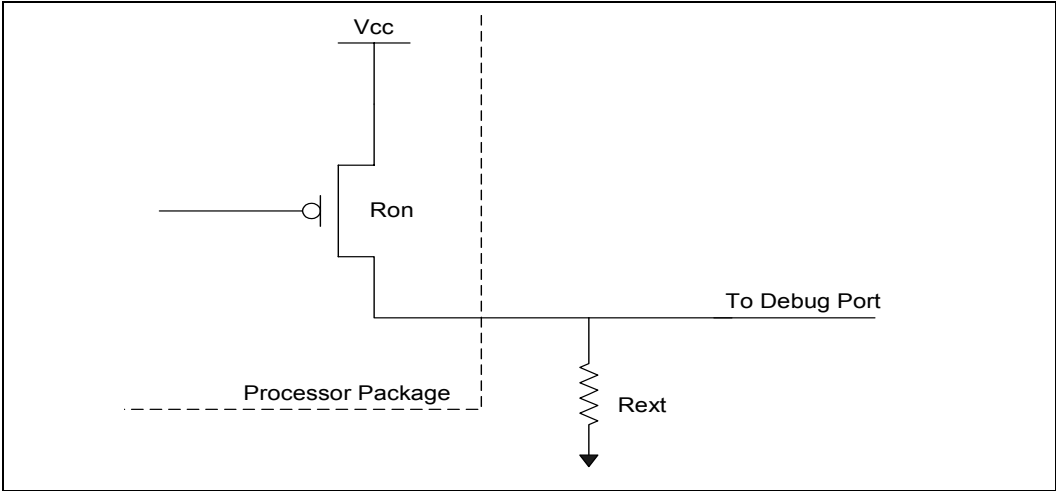 Vcc
Ron
To Debug Port
Processor Package
Rext